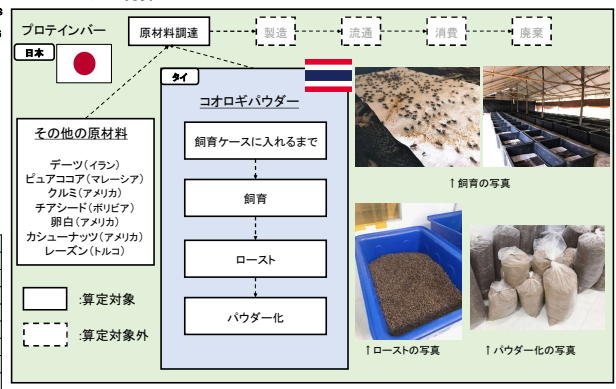 プロテインバー
原材料調達
製造
流通
消費
廃棄
日本
タイ
コオロギパウダー
飼育ケースに入れるまで
飼育
ロースト
パウダー化
その他の原材料
デーツ(イラン)
ピュアココア(マレーシア)
クルミ(アメリカ)
チアシード(ボリビア)
卵白(アメリカ)
カシューナッツ(アメリカ)
レーズン(トルコ)
:算定対象
:算定対象外
↑飼育の写真
↑ローストの写真
↑パウダー化の写真